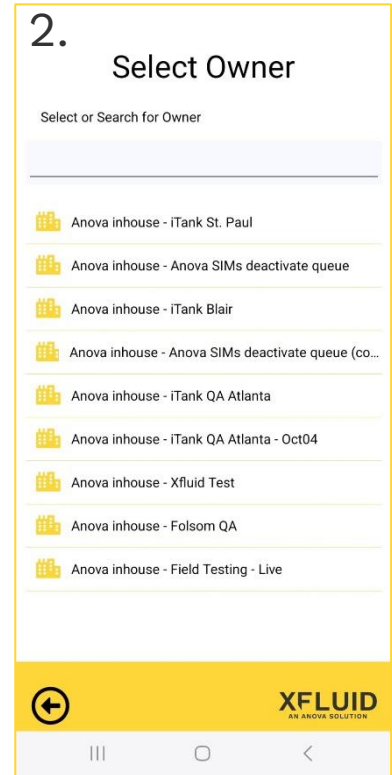 2.
Select Owner
Select or Search for Owner
Anova inhouse - iTank St. Paul
Anova inhouse - Anova SIMs deactivate queue
Anova inhouse - iTank Blair
Anova inhouse - Anova SIMs deactivate queue (co...
Anova inhouse - iTank QA Atlanta
Anova inhouse - iTank QA Atlanta - Oct04
Anova inhouse - Xfluid Test
Anova inhouse - Folsom QA
Anova inhouse - Field Testing - Live
XFLUID
AN ANOVA SOLUTION